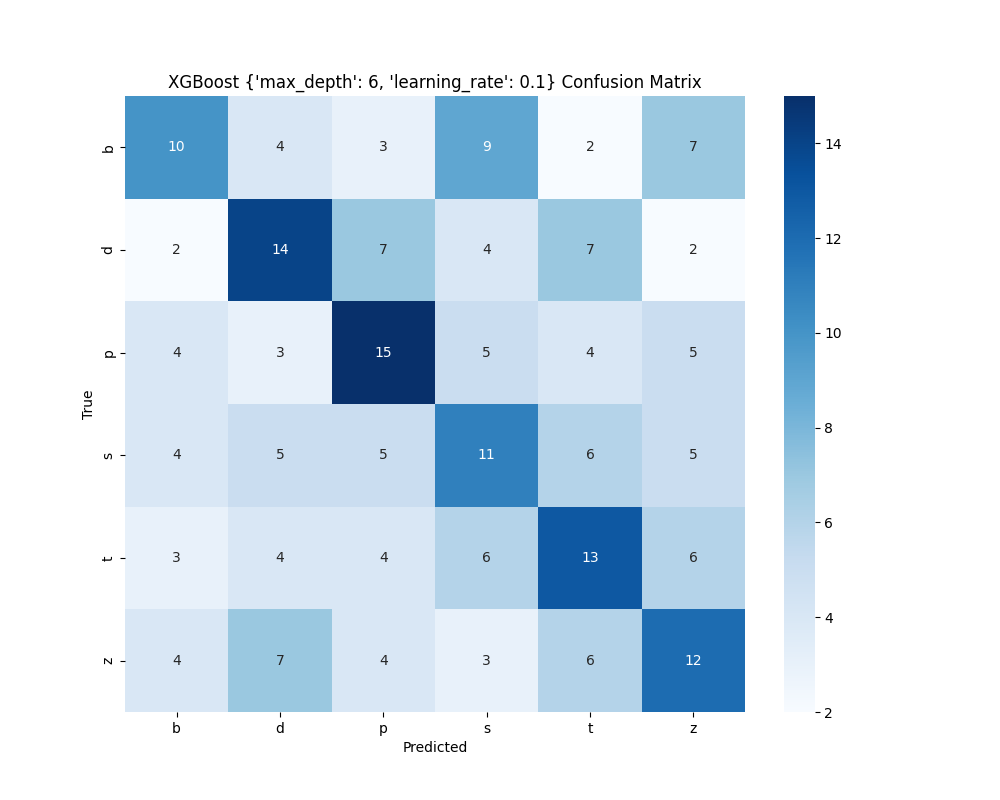 XGBoost {'max_depth': 6, 'learning_rate': 0.1} Confusion Matrix
b 10 4 3 9 2 7
d 2 14 7 4 7 2
p 4 3 15 5 4 5
s 4 5 5 11 6 5
t 3 4 4 6 13 6
z 4 7 4 3 6 12
b d p s t z
Predicted
True
14
12
10
8
6
4
2